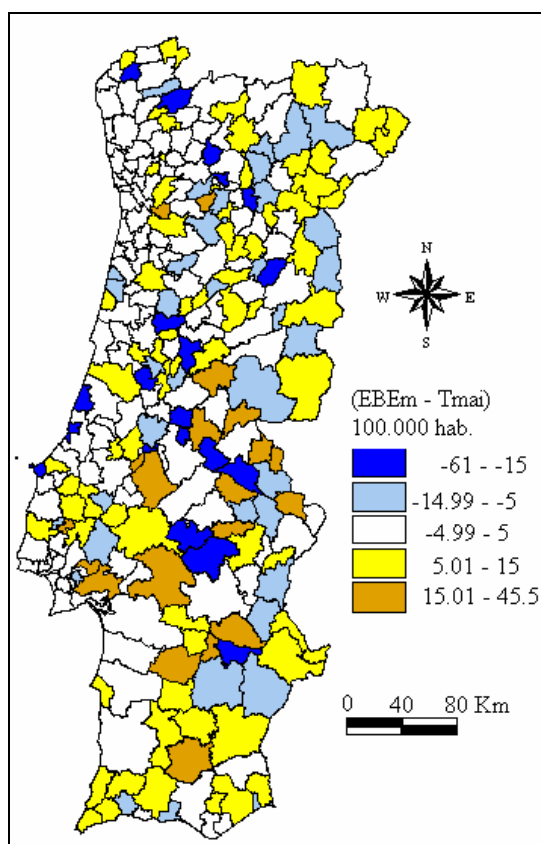 N
W E
S
(EBEm - Tmai)
100.000 hab.
-61 - -15
-14.99 - -5
-4.99 - 5
5.01 - 15
15.01 - 45.5
0 40 80 Km